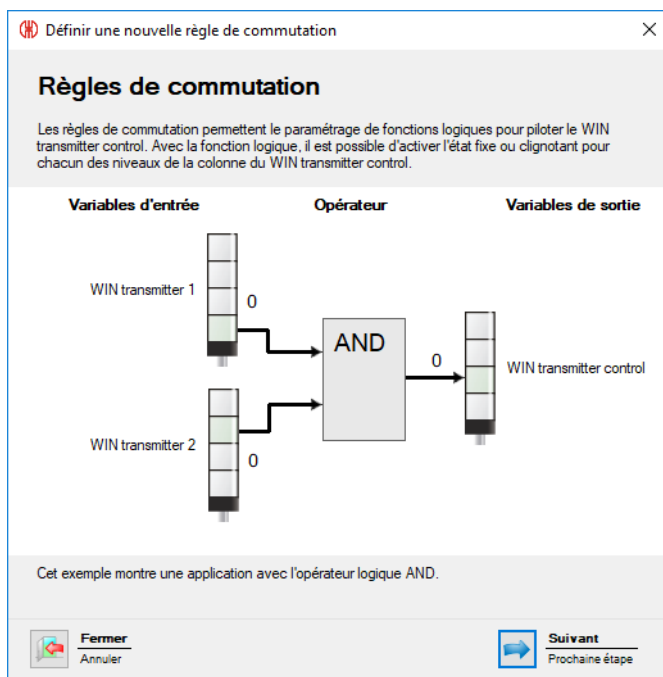 Définir une nouvelle règle de commutation
Règles de commutation
Les règles de commutation permettent le paramétrage de fonctions logiques pour piloter le WIN
transmitter control. Avec la fonction logique, il est possible d'activer l'état fixe ou clignotant pour
chacun des niveaux de la colonne du WIN transmitter control.
Variables d'entrée
Opérateur
Variables de sortie
WIN transmitter 1
0
AND
0
WIN transmitter control
WIN transmitter 2
0
Cet exemple montre une application avec l'opérateur logique AND.
Fermer
Annuler
Suivant
Prochaine étape